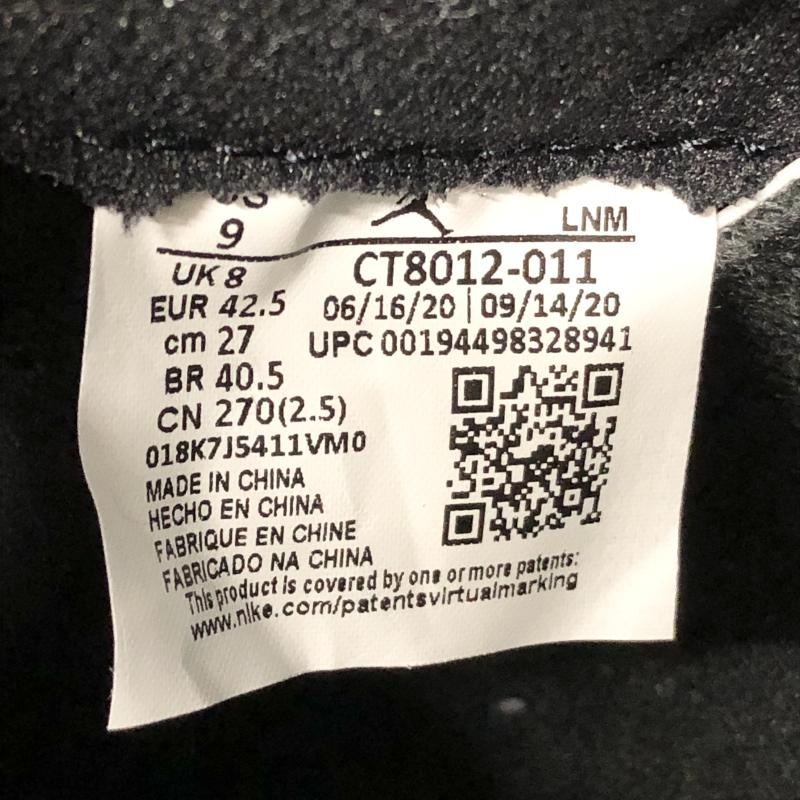 US
9
LNM
UK 8
CT8012-011
EUR 42.5
06/16/20 | 09/14/20
cm 27
UPC 00194498328941
BR 40.5
CN 270(2.5)
018K7J5411VM0
MADE IN CHINA
HECHO EN CHINA
FABRIQUE EN CHINE
FABRICADO NA CHINA
This product is covered by one or more patents:
www.nike.com/patentsvirtualmarking